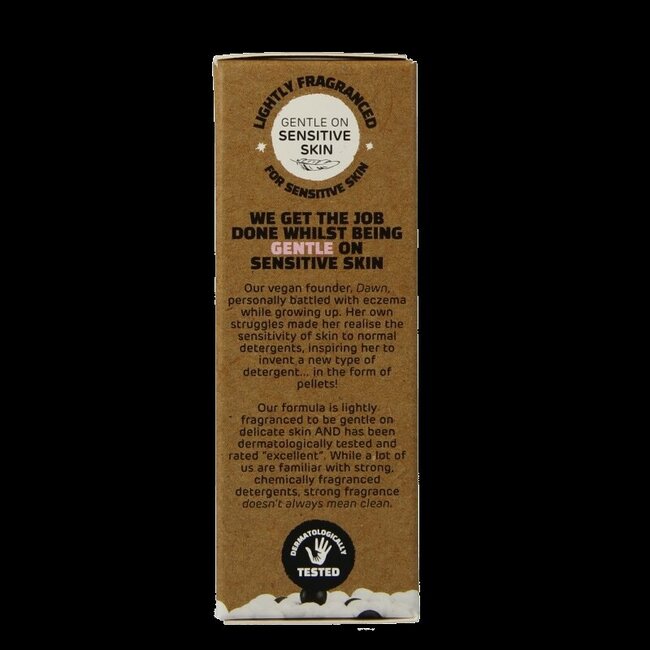 LIGHTLY FRAGRANCED
GENTLE ON
SENSITIVE
SKIN
FOR SENSITIVE SKIN
WE GET THE JOB
DONE WHILST BEING
GENTLE ON
SENSITIVE SKIN
Our vegan founder, Dawn,
personally battled with eczema
while growing up. Her own
struggles made her realise the
sensitivity of skin to normal
detergents, inspiring her to
invent a new type of
detergent... in the form of
pellets!
Our formula is lightly
fragranced to be gentle on
delicate skin AND has been
dermatologically tested and
rated "excellent". While a lot of
us are familiar with strong,
chemically fragranced
detergents, strong fragrance
doesn't always mean clean.
DERMATOLOGICALLY
TESTED